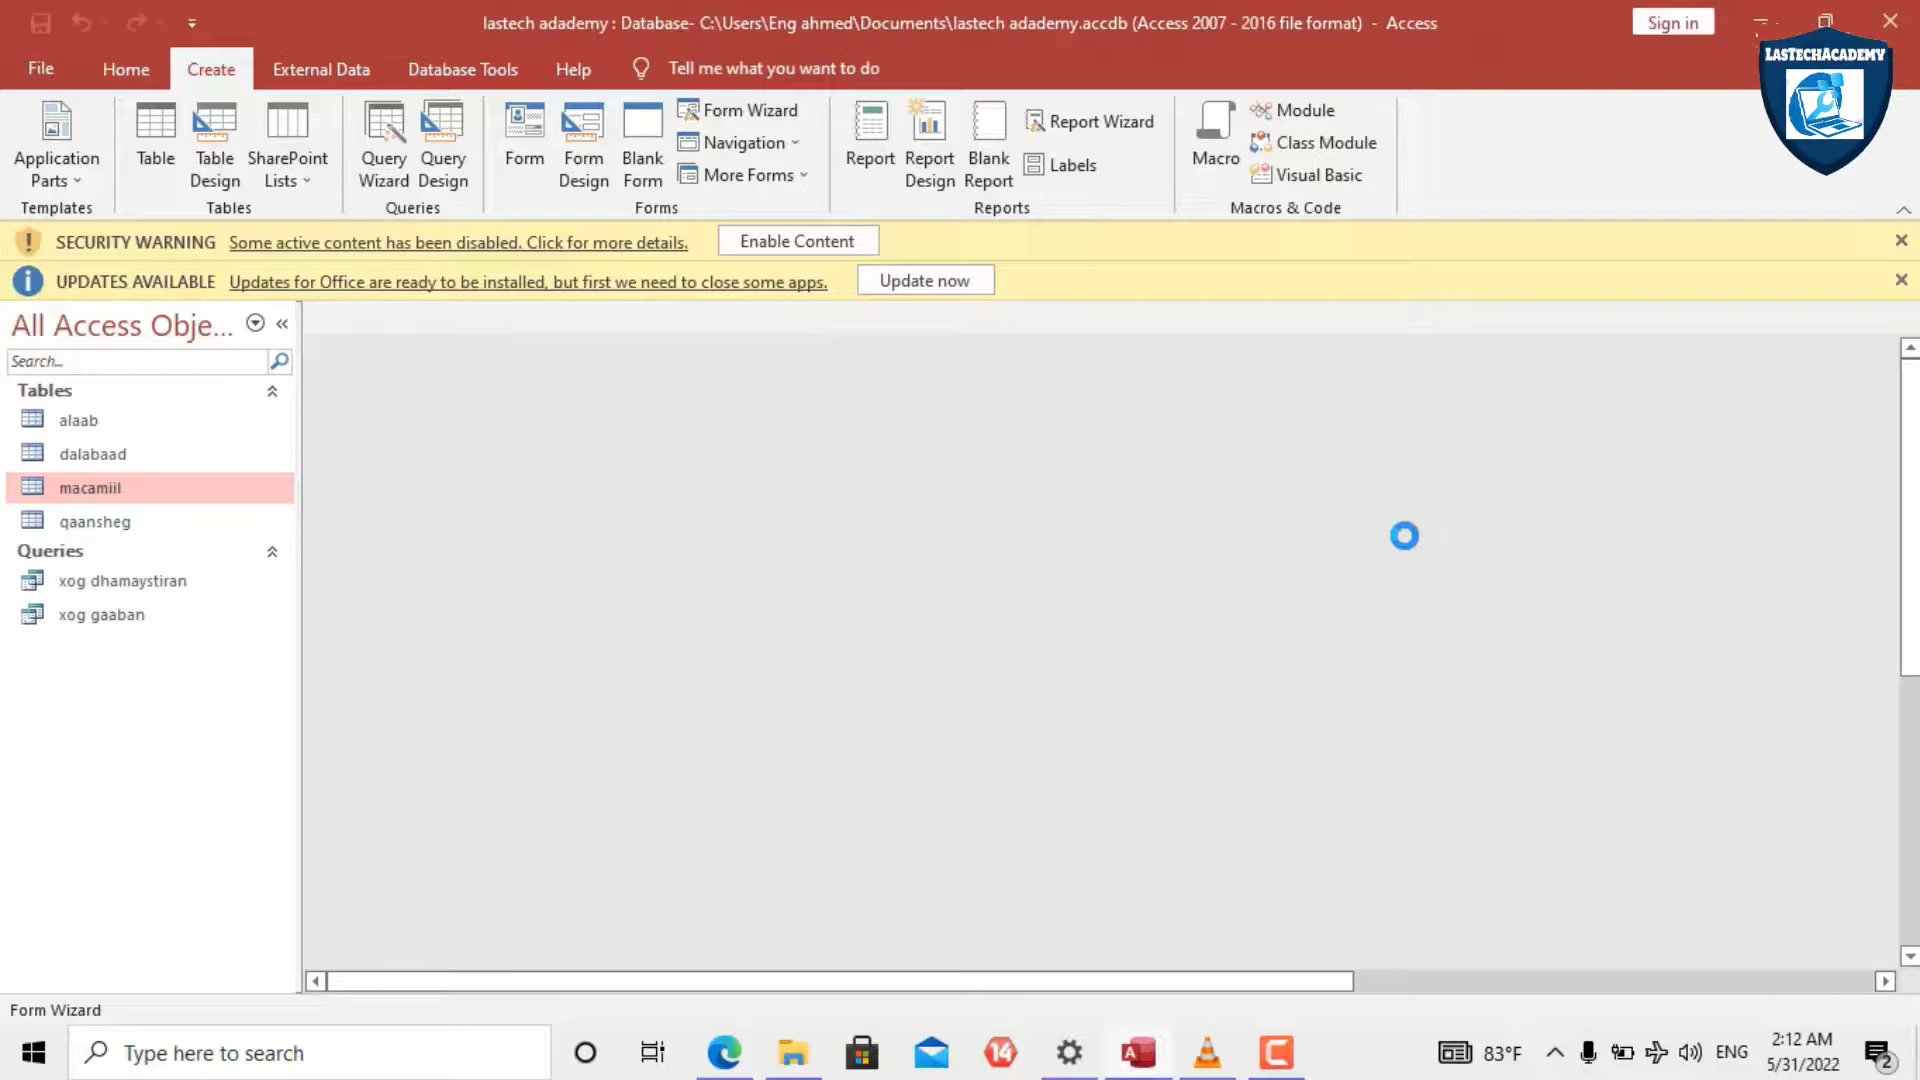 lastech adademy : Database- C:\Users\Eng ahmed\Documents\lastech adademy.accdb (Access 2007 - 2016 file format) - Access
Sign in
LASTECHACADEMY
File Home Create External Data Database Tools Help Tell me what you want to do
Application Parts
Table
Table Design
SharePoint Lists
Query Wizard
Query Design
Form
Form Design
Blank Form
Form Wizard
Navigation
More Forms
Report
Report Design
Blank Report
Report Wizard
Labels
Macro
Module
Class Module
Visual Basic
Templates Tables Queries Forms Reports Macros & Code
SECURITY WARNING Some active content has been disabled. Click for more details. Enable Content
UPDATES AVAILABLE Updates for Office are ready to be installed, but first we need to close some apps. Update now
All Access Obje...
Search...
Tables
alaab
dalabaad
macamiil
qaansheg
Queries
xog dhamaystiran
xog gaaban
Form Wizard
Type here to search
14
83°F
ENG
2:12 AM
5/31/2022
2